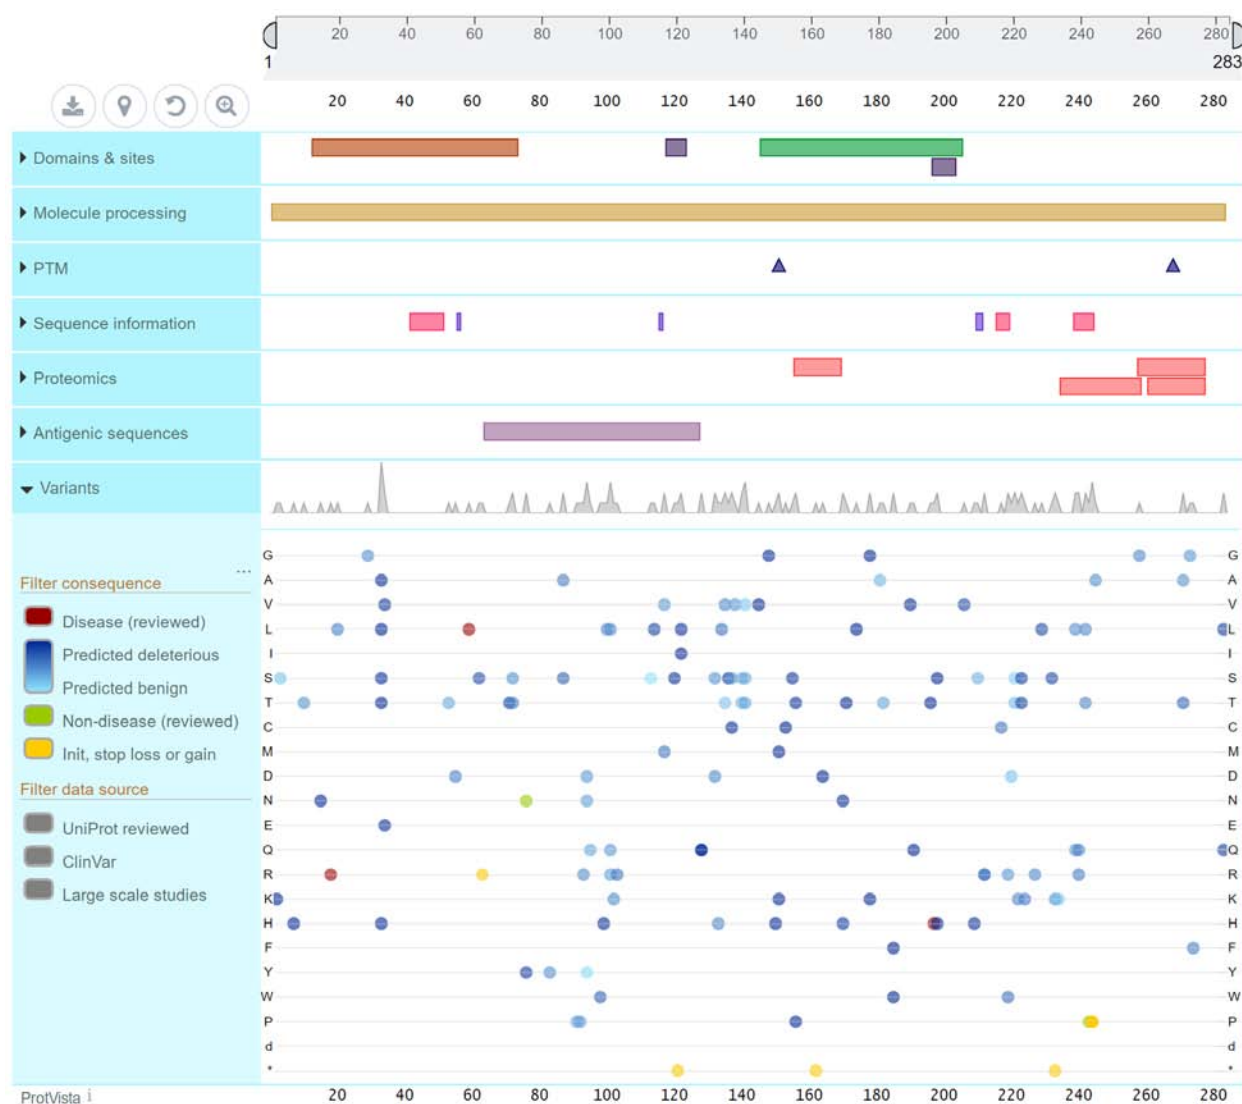 20 40 60 80 100 120 140 160 180 200 220 240 260 280
1 283
20 40 60 80 100 120 140 160 180 200 220 240 260 280
Domains & sites
Molecule processing
PTM
Sequence information
Proteomics
Antigenic sequences
Variants
...
Filter consequence
Disease (reviewed)
Predicted deleterious
Predicted benign
Non-disease (reviewed)
Init, stop loss or gain
Filter data source
UniProt reviewed
ClinVar
Large scale studies
G G
A A
V V
L L
I I
S S
T T
C C
M M
D D
N N
E E
Q Q
R R
K K
H H
F F
Y Y
W W
P P
d d
* *
20 40 60 80 100 120 140 160 180 200 220 240 260 280
ProtVista i